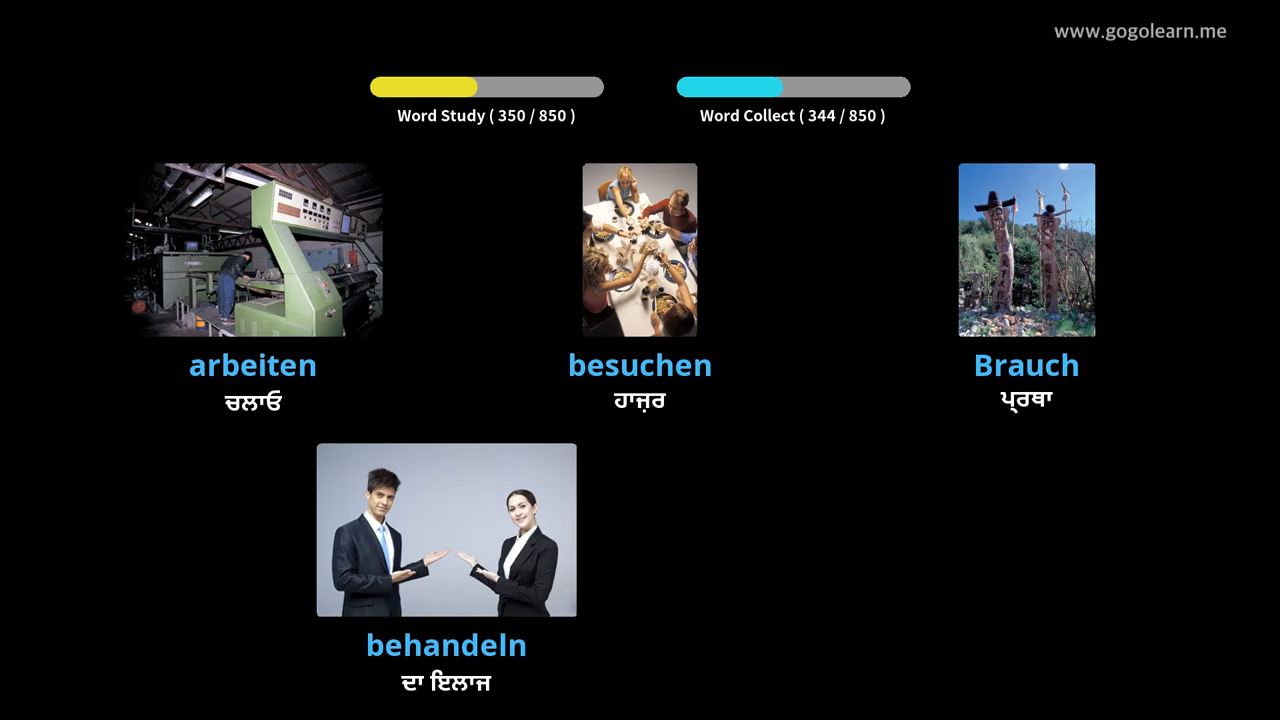 www.gogolearn.me
Word Study ( 350 / 850 )
Word Collect ( 344 / 850 )
arbeiten
ਚਲਾਓ
besuchen
ਹਾਜ਼ਰ
Brauch
ਪ੍ਰਥਾ
behandeln
ਦਾ ਇਲਾਜ